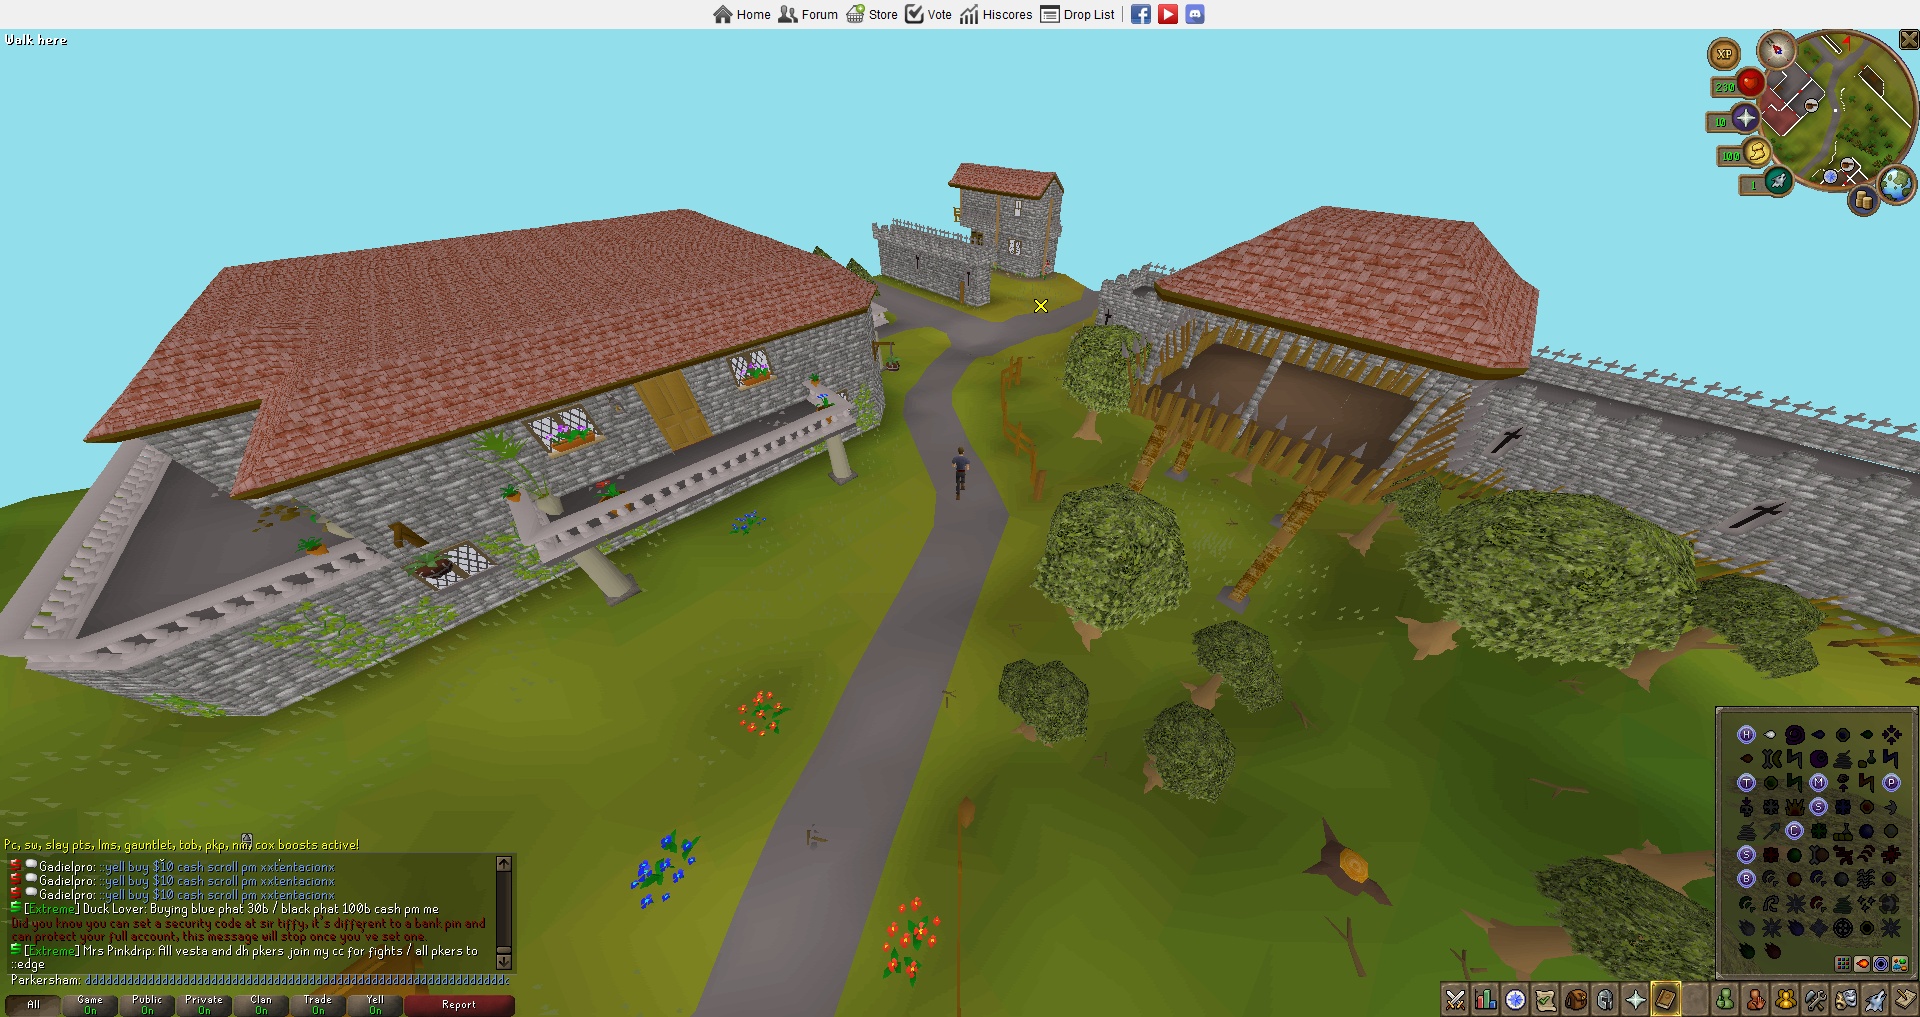 Home Forum Store Vote Hiscores Drop List
Walk here
XP
230
10
100
1
Pc, sw, slay pts, lms, gauntlet, tob, pkp, nm, cox boosts active!
Gadielpro: ::yell buy $10 cash scroll pm xxtentacionx
Gadielpro: ::yell buy $10 cash scroll pm xxtentacionx
Gadielpro: ::yell buy $10 cash scroll pm xxtentacionx
[Extreme] Duck Lover: Buying blue phat 30b / black phat 100b cash pm me
Did you know you can set a security code at sir tiffy, it's different to a bank pin and
can protect your full account, this message will stop once you've set one.
[Extreme] Mrs Pinkdrip: All vesta and dh pkers join my cc for fights / all pkers to
::edge
Parkersham:
All Game Public Private Clan Trade Yell Report
On On On On On On
H
T M P
S
C
S
B